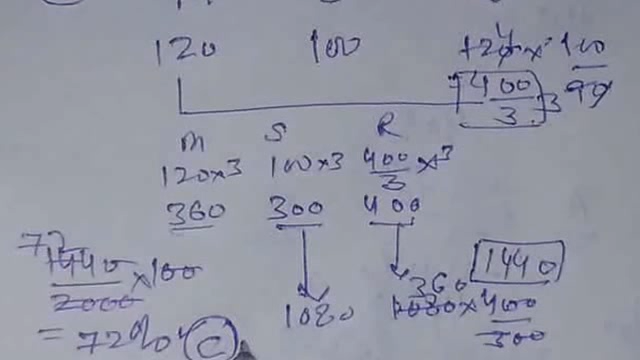 120 100 120 × 100/90
400/3
M S R
120×3 100×3 400/3 ×3
360 300 400
72
1440/2000 ×100
1440
360
1080 1080×400/300
= 72% (C)